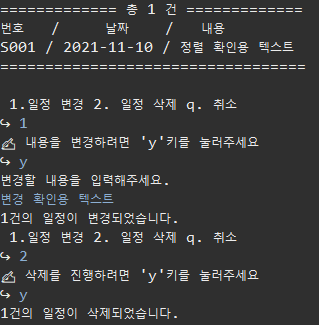 ============= 총 1 건 =============
번호 / 날짜 / 내용
S001 / 2021-11-10 / 정렬 확인용 텍스트
==================================
1.일정 변경 2. 일정 삭제 q. 취소
↪ 1
✍ 내용을 변경하려면 'y'키를 눌러주세요
↪ y
변경할 내용을 입력해주세요.
변경 확인용 텍스트
1건의 일정이 변경되었습니다.
1.일정 변경 2. 일정 삭제 q. 취소
↪ 2
✍ 삭제를 진행하려면 'y'키를 눌러주세요
↪ y
1건의 일정이 삭제되었습니다.